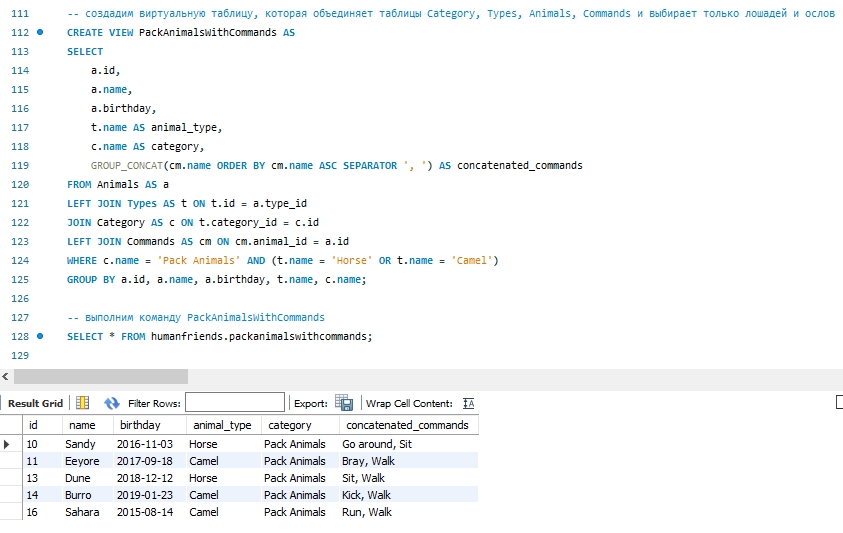 111 -- создадим виртуальную таблицу, которая объединяет таблицы Category, Types, Animals, Commands и выбирает только лошадей и ослов
112 CREATE VIEW PackAnimalsWithCommands AS
113 SELECT
114 a.id,
115 a.name,
116 a.birthday,
117 t.name AS animal_type,
118 c.name AS category,
119 GROUP_CONCAT(cm.name ORDER BY cm.name ASC SEPARATOR ', ') AS concatenated_commands
120 FROM Animals AS a
121 LEFT JOIN Types AS t ON t.id = a.type_id
122 JOIN Category AS c ON t.category_id = c.id
123 LEFT JOIN Commands AS cm ON cm.animal_id = a.id
124 WHERE c.name = 'Pack Animals' AND (t.name = 'Horse' OR t.name = 'Camel')
125 GROUP BY a.id, a.name, a.birthday, t.name, c.name;
126
127 -- выполним команду PackAnimalsWithCommands
128 SELECT * FROM humanfriends.packanimalswithcommands;
129
Result Grid Filter Rows: Export: Wrap Cell Content:
id name birthday animal_type category concatenated_commands
10 Sandy 2016-11-03 Horse Pack Animals Go around, Sit
11 Eeyore 2017-09-18 Camel Pack Animals Bray, Walk
13 Dune 2018-12-12 Horse Pack Animals Sit, Walk
14 Burro 2019-01-23 Camel Pack Animals Kick, Walk
16 Sahara 2015-08-14 Camel Pack Animals Run, Walk